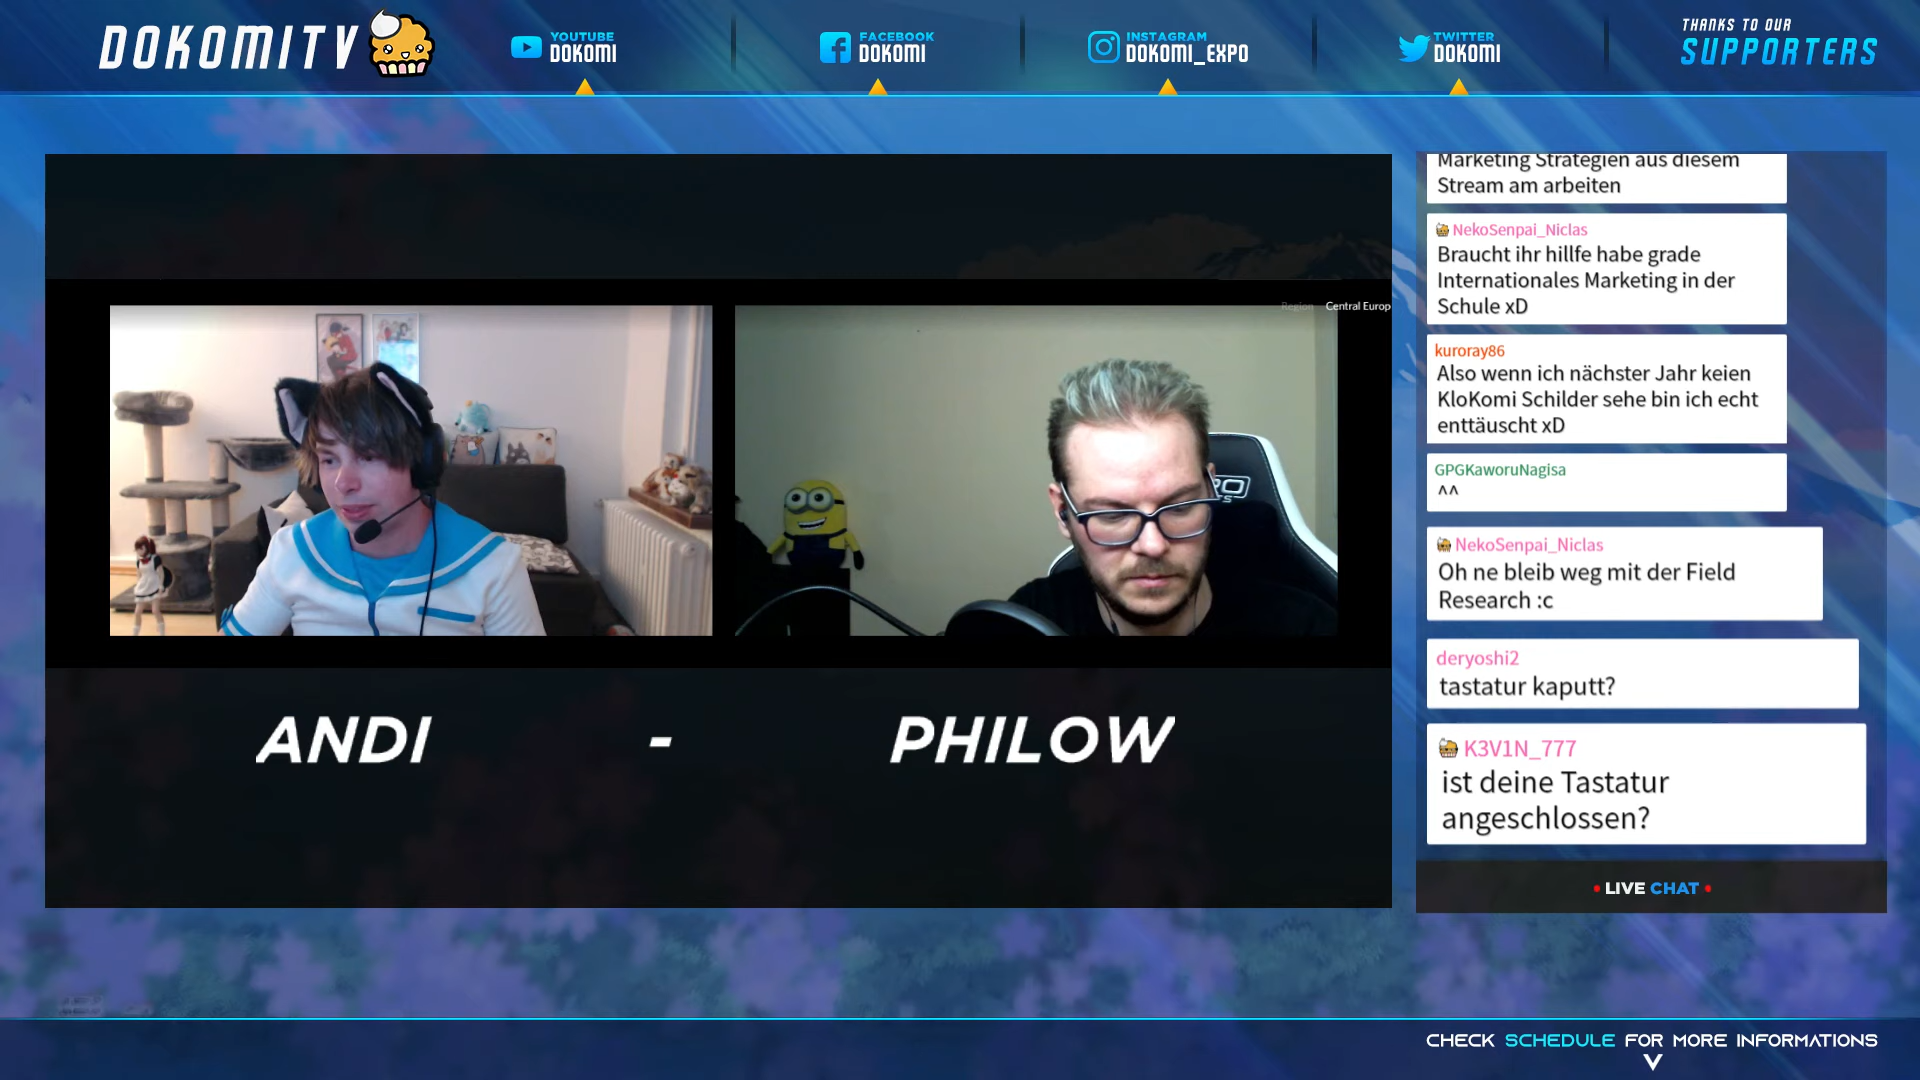 DOKOMITV
YOUTUBE
DOKOMI
FACEBOOK
DOKOMI
INSTAGRAM
DOKOMI_EXPO
TWITTER
DOKOMI
THANKS TO OUR
SUPPORTERS
Region Central Europ
ANDI - PHILOW
Marketing Strategien aus diesem
Stream am arbeiten
NekoSenpai_Niclas
Braucht ihr hillfe habe grade
Internationales Marketing in der
Schule xD
kuroray86
Also wenn ich nächster Jahr keien
KloKomi Schilder sehe bin ich echt
enttäuscht xD
GPGKaworuNagisa
^^
NekoSenpai_Niclas
Oh ne bleib weg mit der Field
Research :c
deryoshi2
tastatur kaputt?
K3V1N_777
ist deine Tastatur
angeschlossen?
• LIVE CHAT •
CHECK SCHEDULE FOR MORE INFORMATIONS